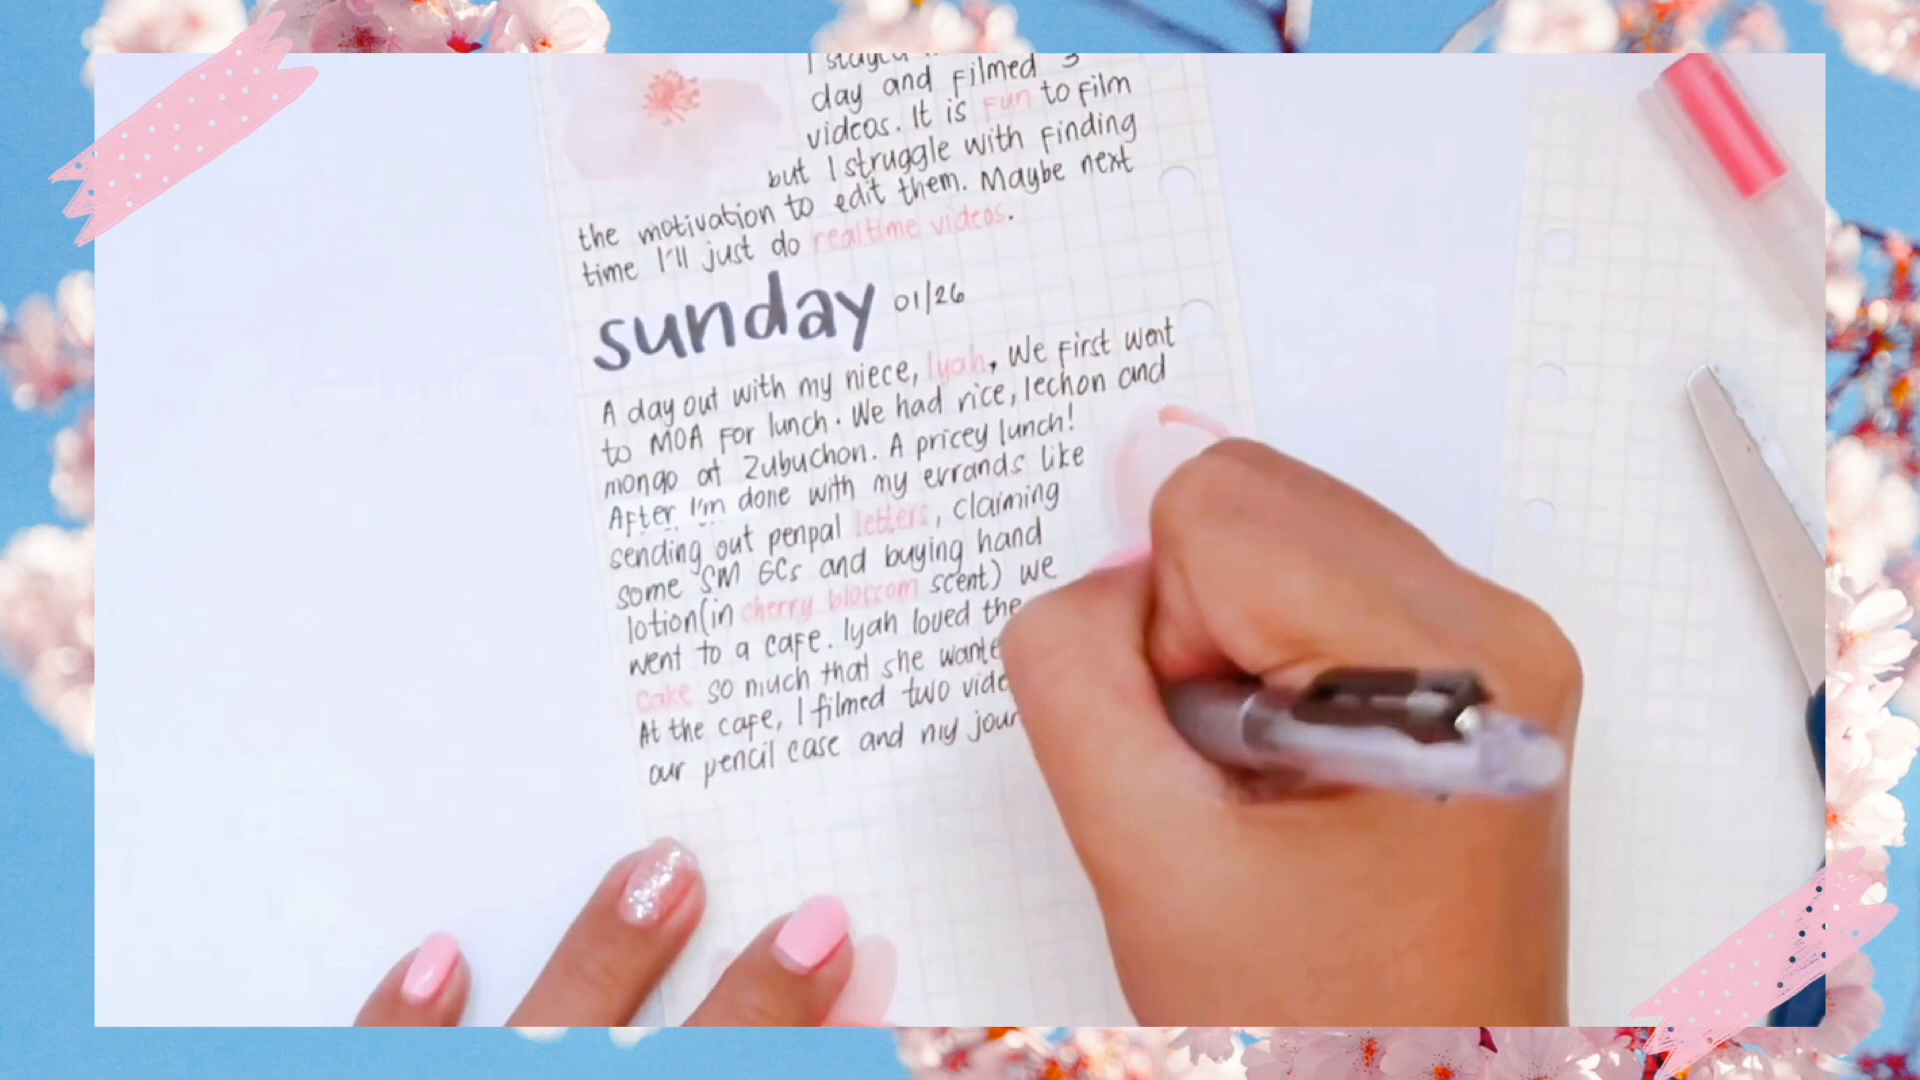 day and filmed 3
videos. It is fun to film
but I struggle with finding
the motivation to edit them. Maybe next
time I'll just do realtime videos.
sunday 01/26
A day out with my niece, Iyah. We first went
to MOA for lunch. We had rice, lechon and
mongo at Zubuchon. A pricey lunch!
After I'm done with my errands like
sending out penpal letters, claiming
some SM GCs and buying hand
lotion(in cherry blossom scent) we
went to a cafe. Iyah loved the
cake so much that she wante
At the cafe, I filmed two vide
our pencil case and my jour